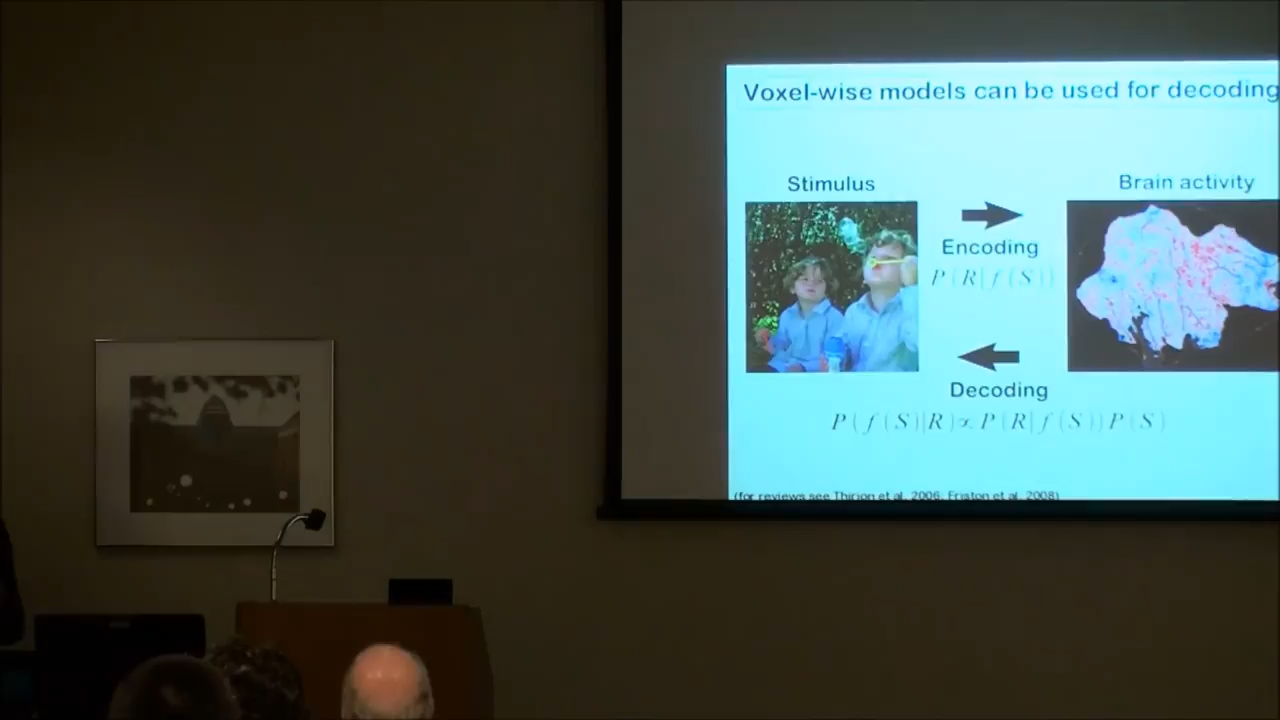 Voxel-wise models can be used for decoding
Stimulus
Brain activity
Encoding
P(R|f(S))
Decoding
P(f(S)|R)∝P(R|f(S))P(S)
(for reviews see Thirion et al. 2006, Friston et al. 2008)